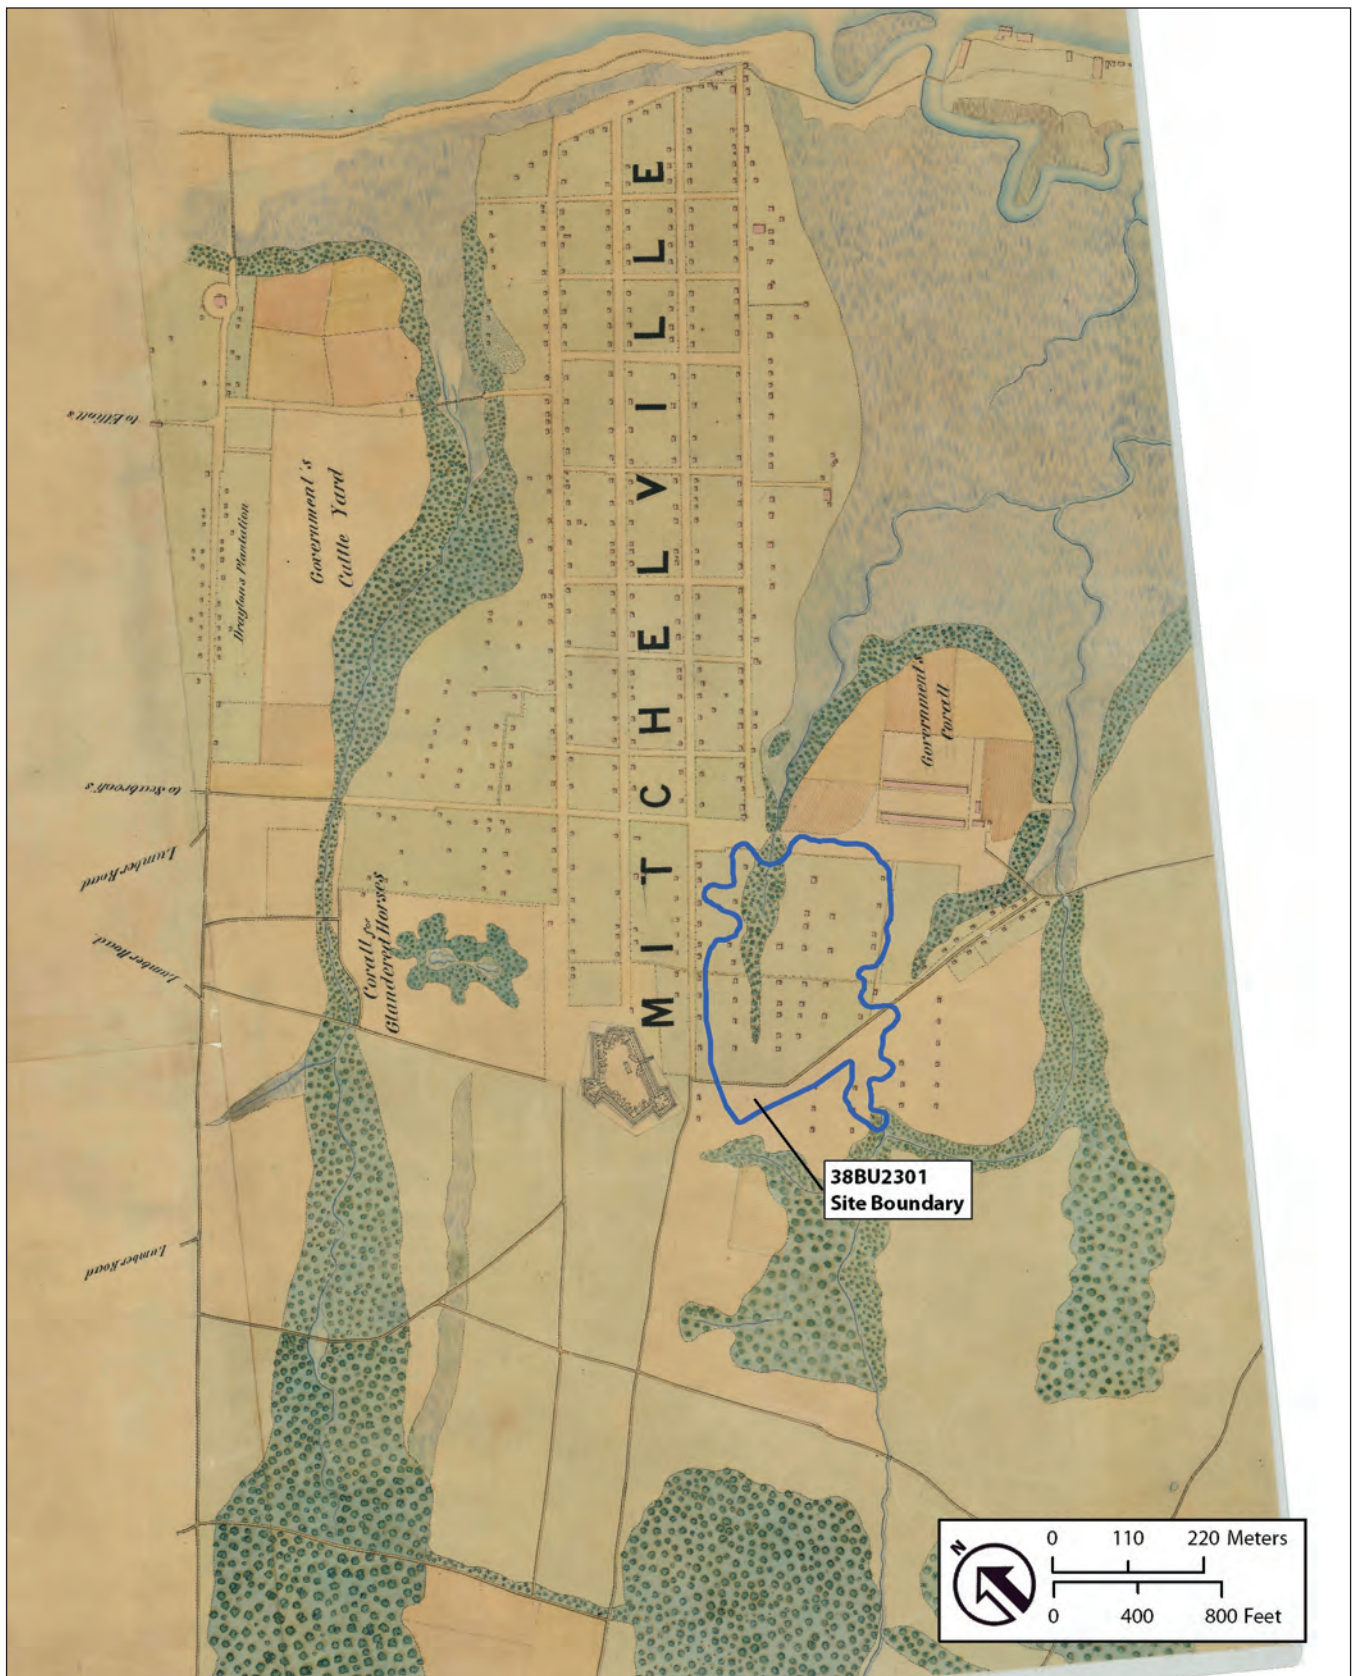 MITCHELVILLE
to Elliott's
Government's
Cattle Yard
Draytons Plantation
Government's
Corall
to Seabrook's
Lumber Road
Corall for
Glandered Horses
Lumber Road
38BU2301
Site Boundary
Lumber Road
N
0 110 220 Meters
0 400 800 Feet